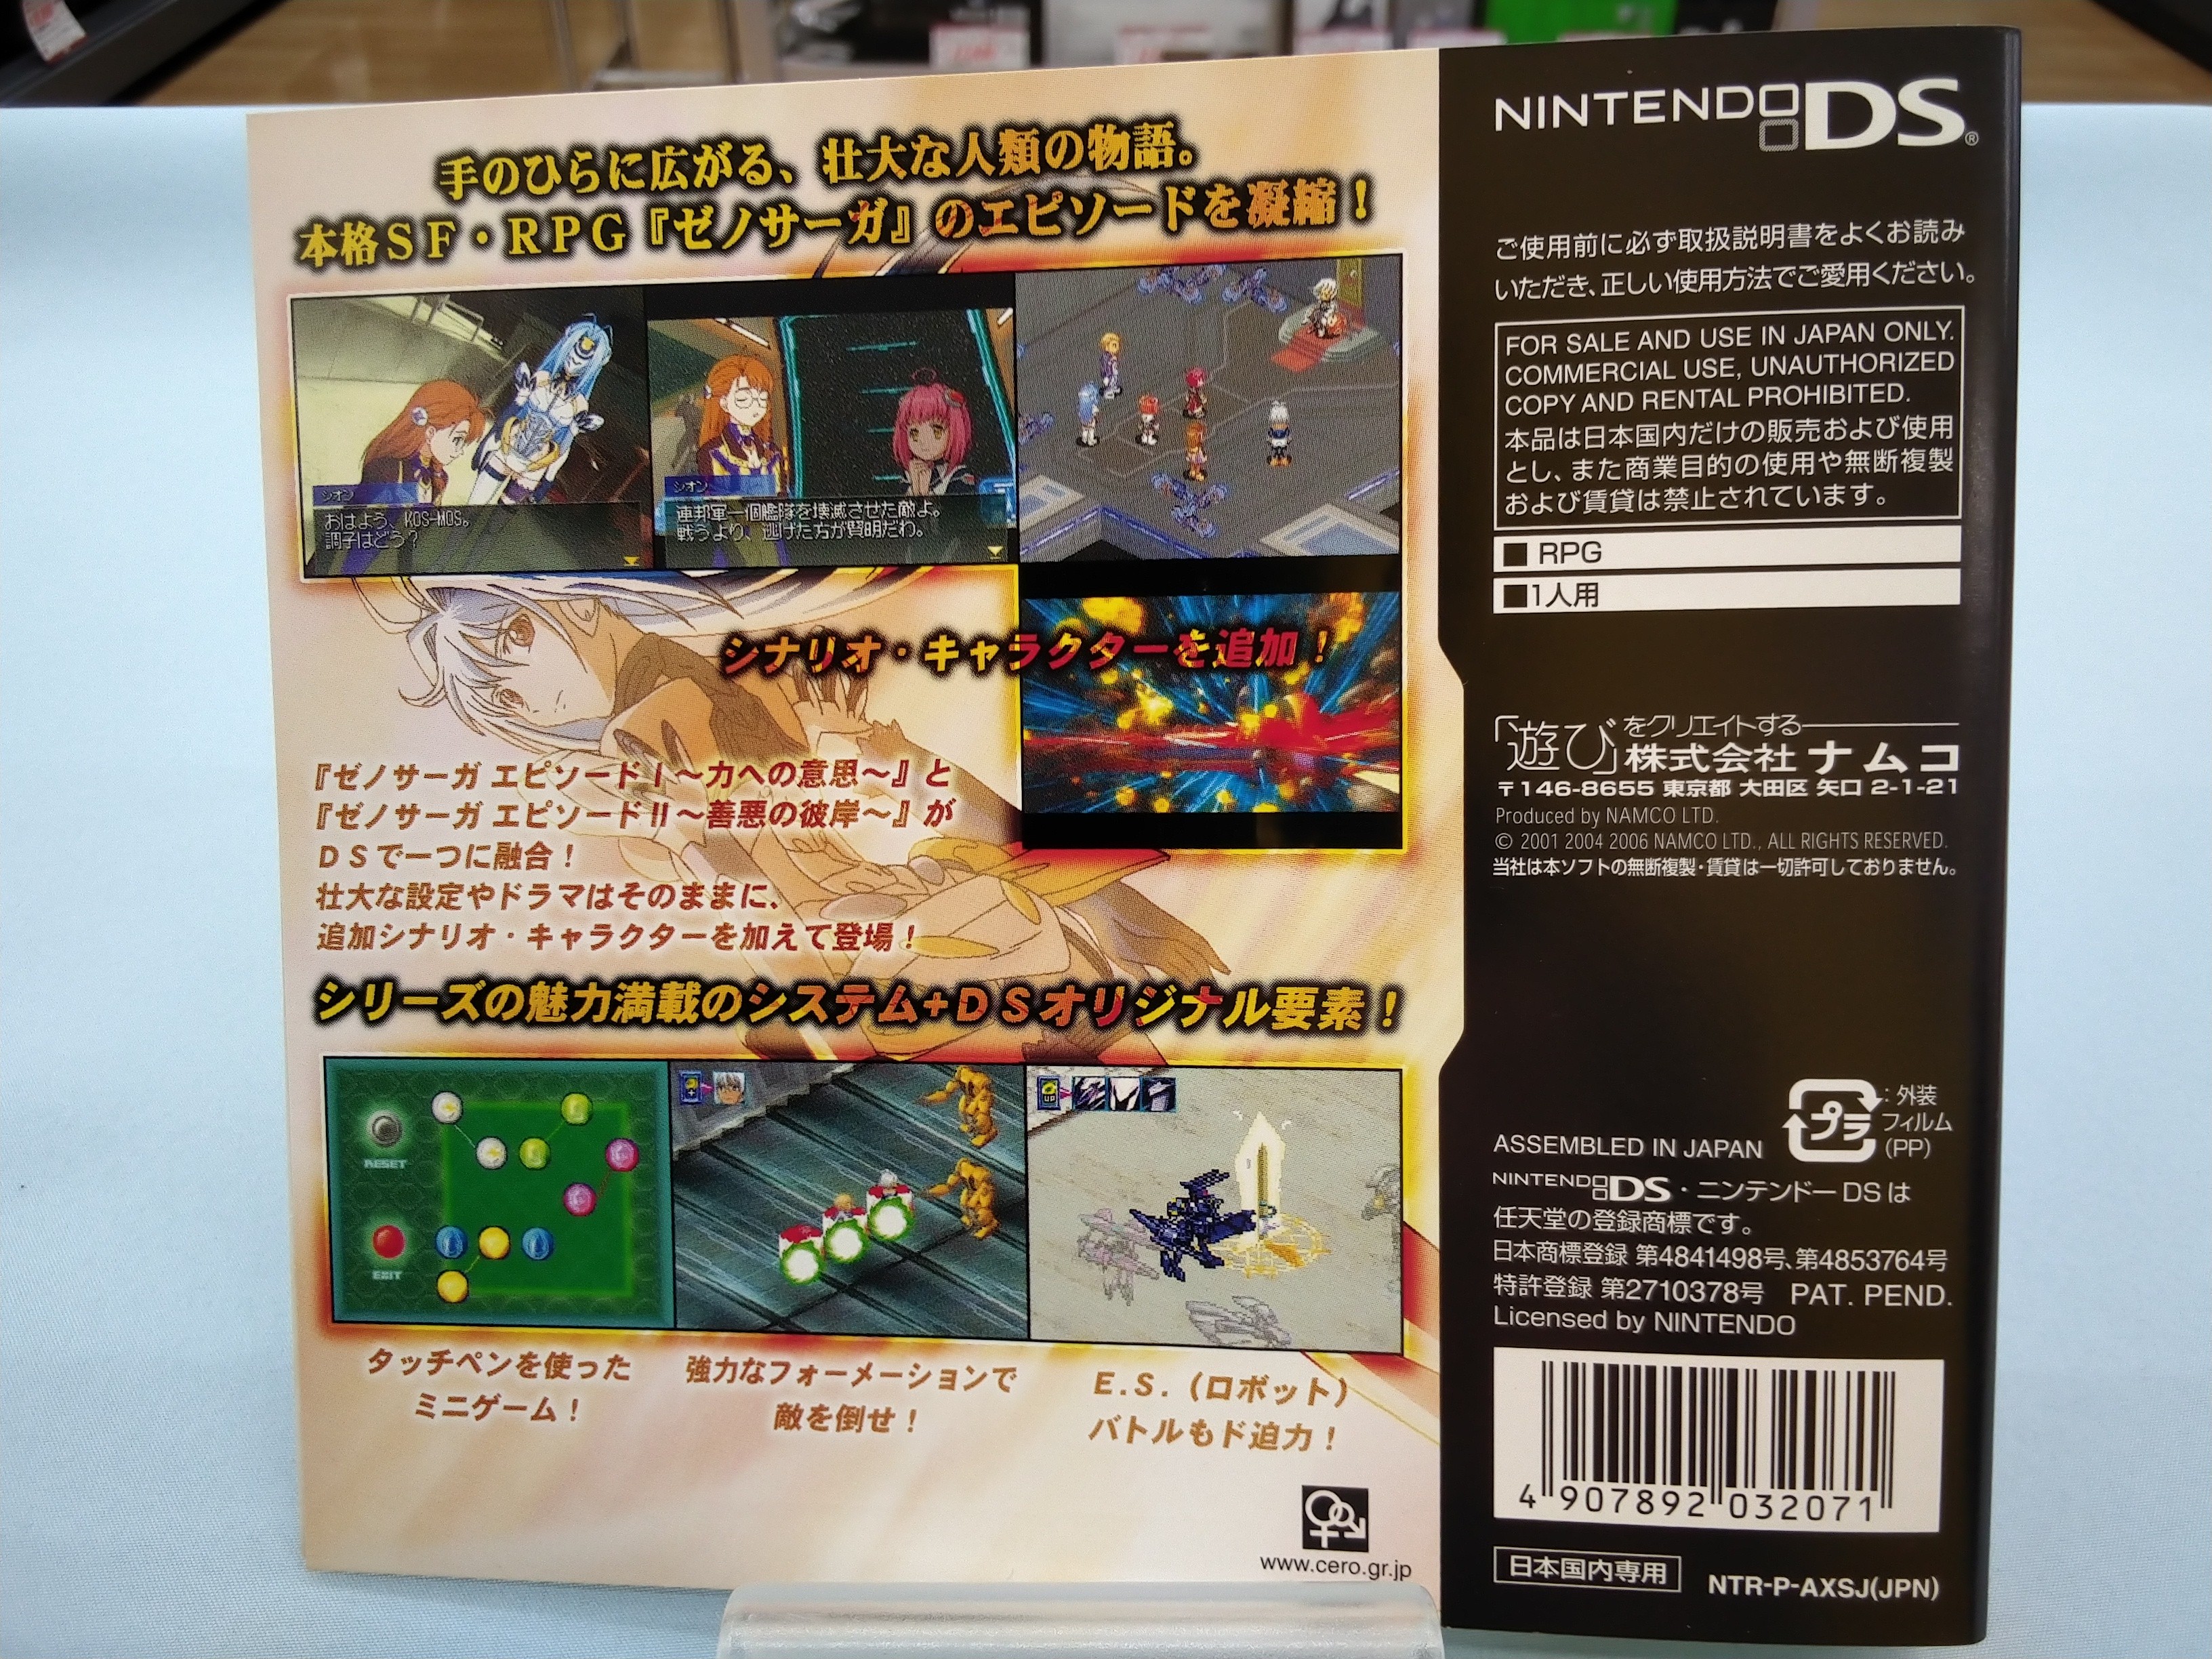 手のひらに広がる、壮大な人類の物語。
本格SF・RPG『ゼノサーガ』のエピソードを凝縮！
シオン
おはよう、KOS-MOS。
調子はどう？
シオン
連邦軍一個艦隊を壊滅させた敵よ。
戦うより、逃げた方が賢明だわ。
シナリオ・キャラクターを追加！
『ゼノサーガ エピソードⅠ～力への意思～』と
『ゼノサーガ エピソードⅡ～善悪の彼岸～』が
DSで一つに融合！
壮大な設定やドラマはそのままに、
追加シナリオ・キャラクターを加えて登場！
シリーズの魅力満載のシステム+DSオリジナル要素！
RESET
EXIT
UP
タッチペンを使った
ミニゲーム！
強力なフォーメーションで
敵を倒せ！
E.S.（ロボット）
バトルもド迫力！
www.cero.gr.jp
NINTENDO DS®
ご使用前に必ず取扱説明書をよくお読み
いただき、正しい使用方法でご愛用ください。
FOR SALE AND USE IN JAPAN ONLY.
COMMERCIAL USE, UNAUTHORIZED
COPY AND RENTAL PROHIBITED.
本品は日本国内だけの販売および使用
とし、また商業目的の使用や無断複製
および賃貸は禁止されています。
■ RPG
■1人用
「遊び」をクリエイトする
株式会社ナムコ
〒146-8655 東京都 大田区 矢口 2-1-21
Produced by NAMCO LTD.
© 2001 2004 2006 NAMCO LTD., ALL RIGHTS RESERVED.
当社は本ソフトの無断複製・賃貸は一切許可しておりません。
プラ
：外装
フィルム
(PP)
ASSEMBLED IN JAPAN
NINTENDO DS・ニンテンドーDSは
任天堂の登録商標です。
日本商標登録 第4841498号、第4853764号
特許登録 第2710378号 PAT. PEND.
Licensed by NINTENDO
4 907892 032071
日本国内専用
NTR-P-AXSJ(JPN)